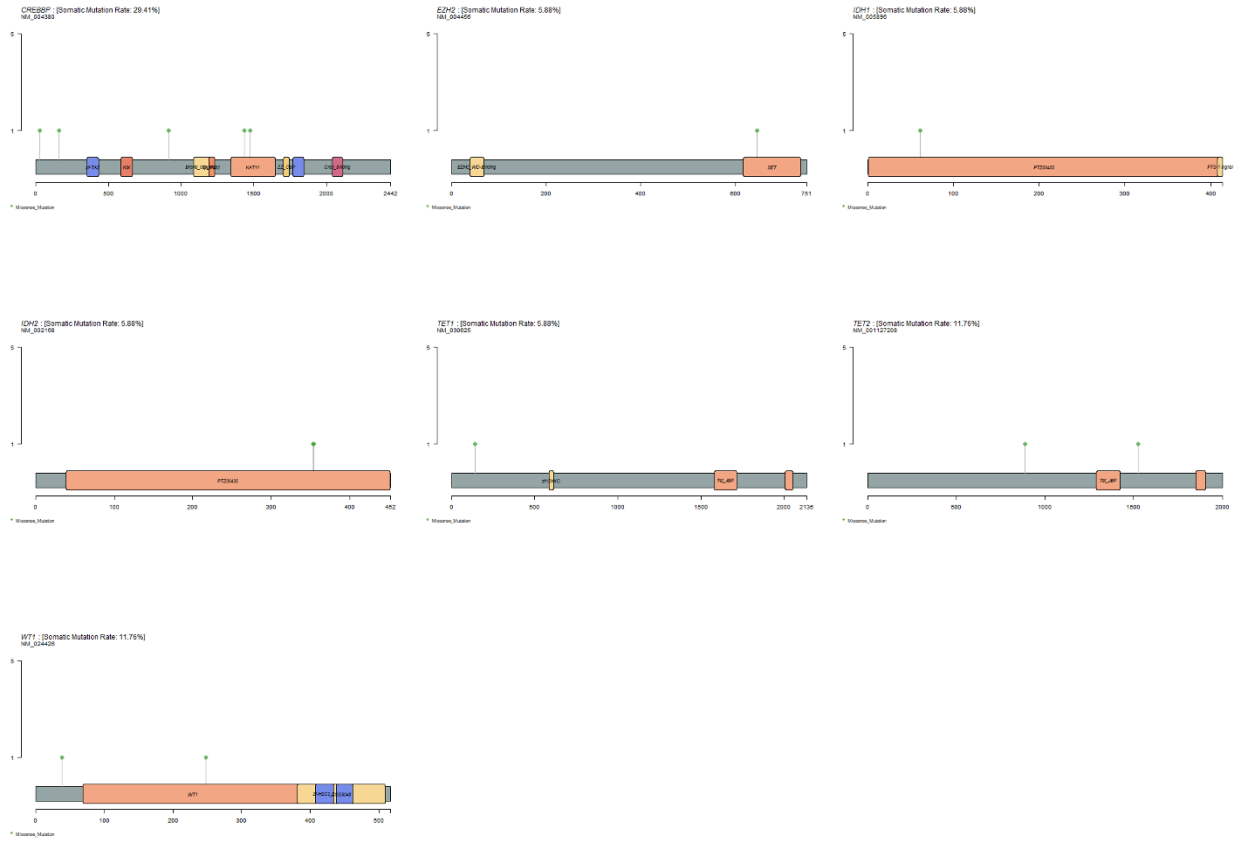 CREBBP : [Somatic Mutation Rate: 29.41%]
NM_004380
5
1
KIX
KAT11
0 500 1000 1500 2000 2442
Missense_Mutation
EZH2 : [Somatic Mutation Rate: 5.88%]
NM_004456
5
1
SET
0 200 400 600 751
Missense_Mutation
IDH1 : [Somatic Mutation Rate: 5.88%]
NM_005896
5
1
PTZ00435
0 100 200 300 400
Missense_Mutation
IDH2 : [Somatic Mutation Rate: 5.88%]
NM_002168
5
1
PTZ00435
0 100 200 300 400 452
Missense_Mutation
TET1 : [Somatic Mutation Rate: 5.88%]
NM_030625
5
1
Tet_JBP
0 500 1000 1500 2000 2136
Missense_Mutation
TET2 : [Somatic Mutation Rate: 11.76%]
NM_001127208
5
1
Tet_JBP
0 500 1000 1500 2000
Missense_Mutation
WT1 : [Somatic Mutation Rate: 11.76%]
NM_024426
5
1
WT1
0 100 200 300 400 500
Missense_Mutation